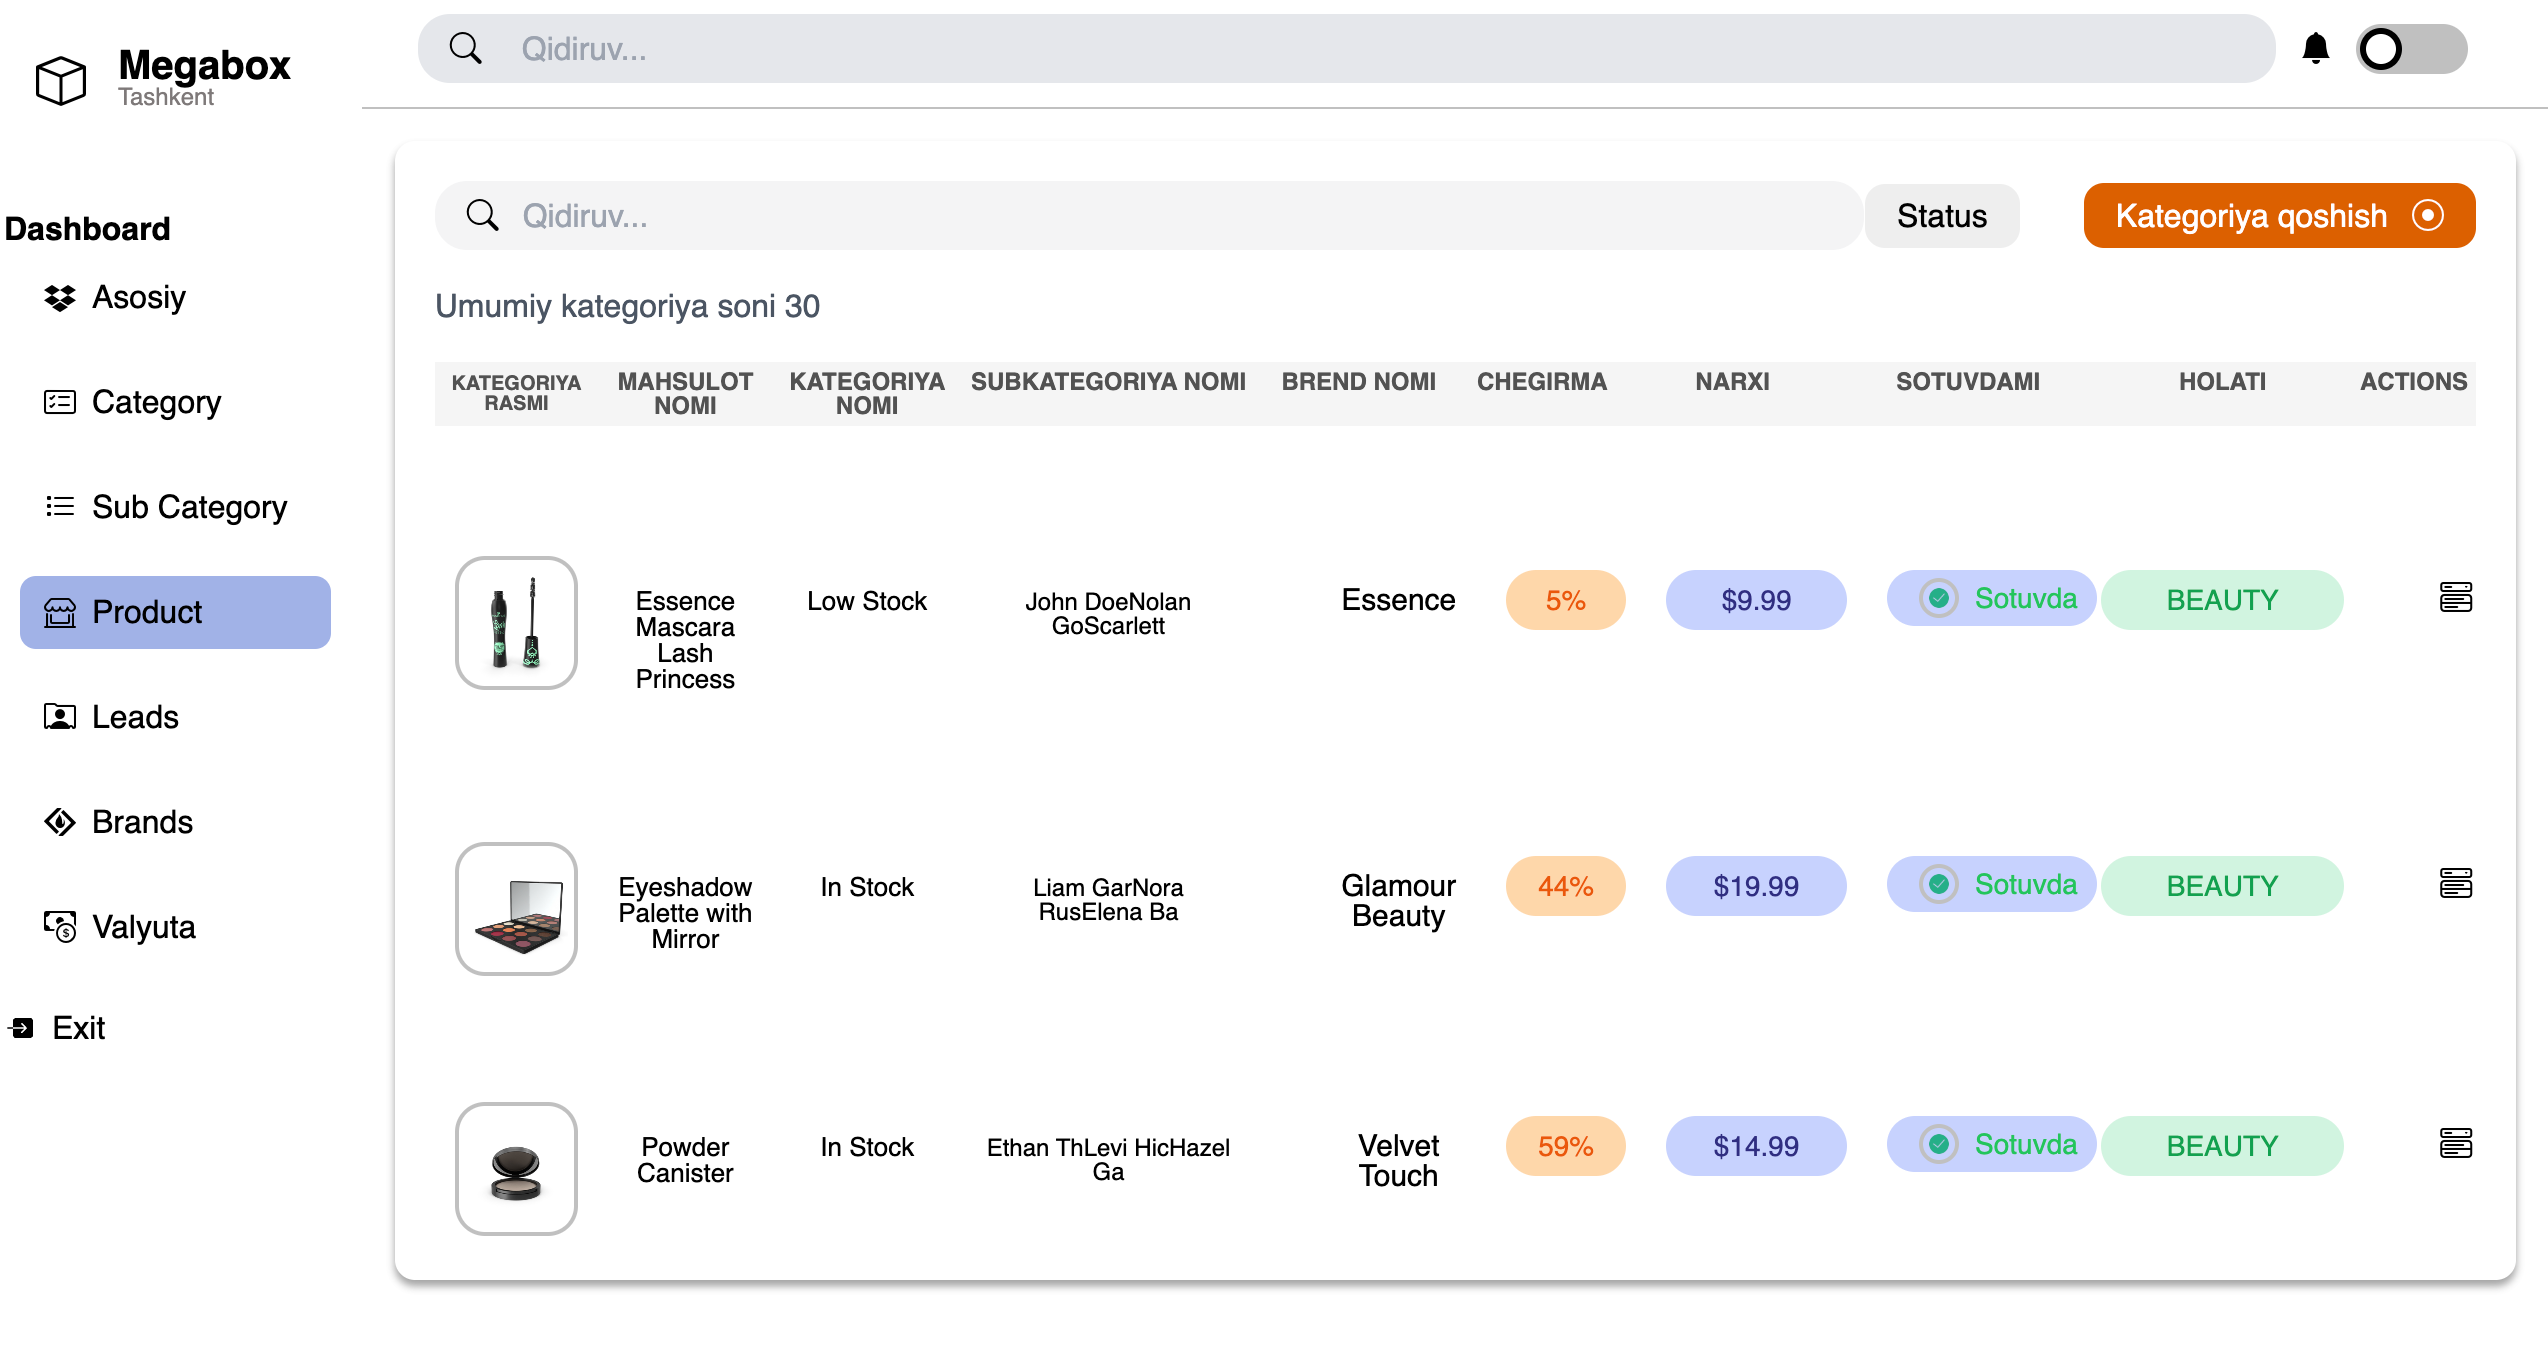 Megabox
Tashkent
Qidiruv...
Dashboard
Asosiy
Category
Sub Category
Product
Leads
Brands
Valyuta
Exit
Qidiruv...
Status
Kategoriya qoshish
Umumiy kategoriya soni 30
KATEGORIYA
RASMI
MAHSULOT
NOMI
KATEGORIYA
NOMI
SUBKATEGORIYA NOMI
BREND NOMI
CHEGIRMA
NARXI
SOTUVDAMI
HOLATI
ACTIONS
Essence
Mascara
Lash
Princess
Low Stock
John DoeNolan
GoScarlett
Essence
5%
$9.99
Sotuvda
BEAUTY
Eyeshadow
Palette with
Mirror
In Stock
Liam GarNora
RusElena Ba
Glamour
Beauty
44%
$19.99
Sotuvda
BEAUTY
Powder
Canister
In Stock
Ethan ThLevi HicHazel
Ga
Velvet
Touch
59%
$14.99
Sotuvda
BEAUTY